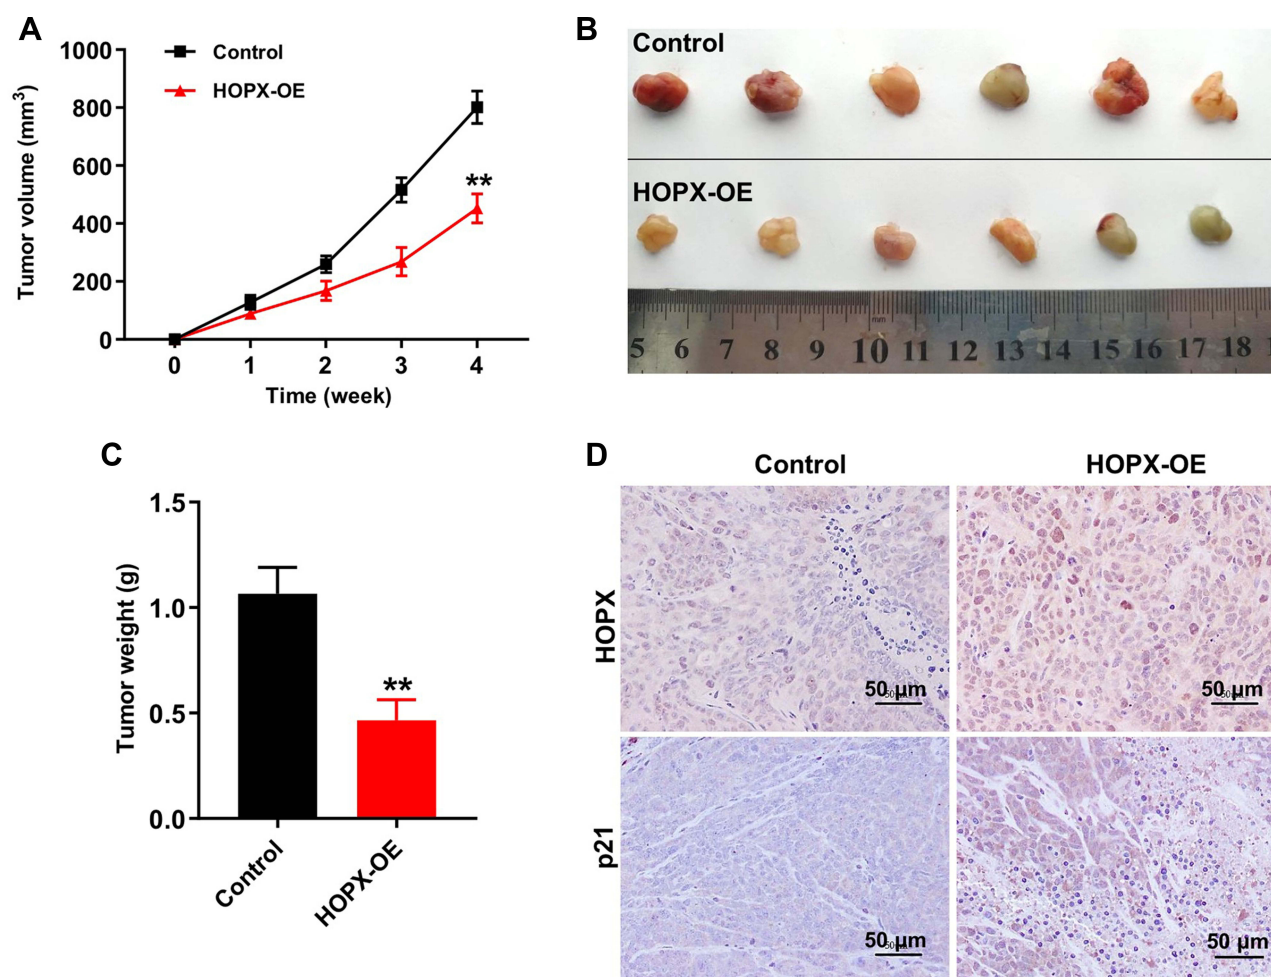 A
1000
800
600
400
200
0
Tumor volume (mm3)
Control
HOPX-OE
**
0 1 2 3 4
Time (week)
B
Control
HOPX-OE
mm
5 6 7 8 9 10 11 12 13 14 15 16 17 18
C
1.5
1.0
0.5
0.0
Tumor weight (g)
**
Control
HOPX-OE
D
Control HOPX-OE
HOPX
50 µm 50 µm
p21
50 µm 50 µm